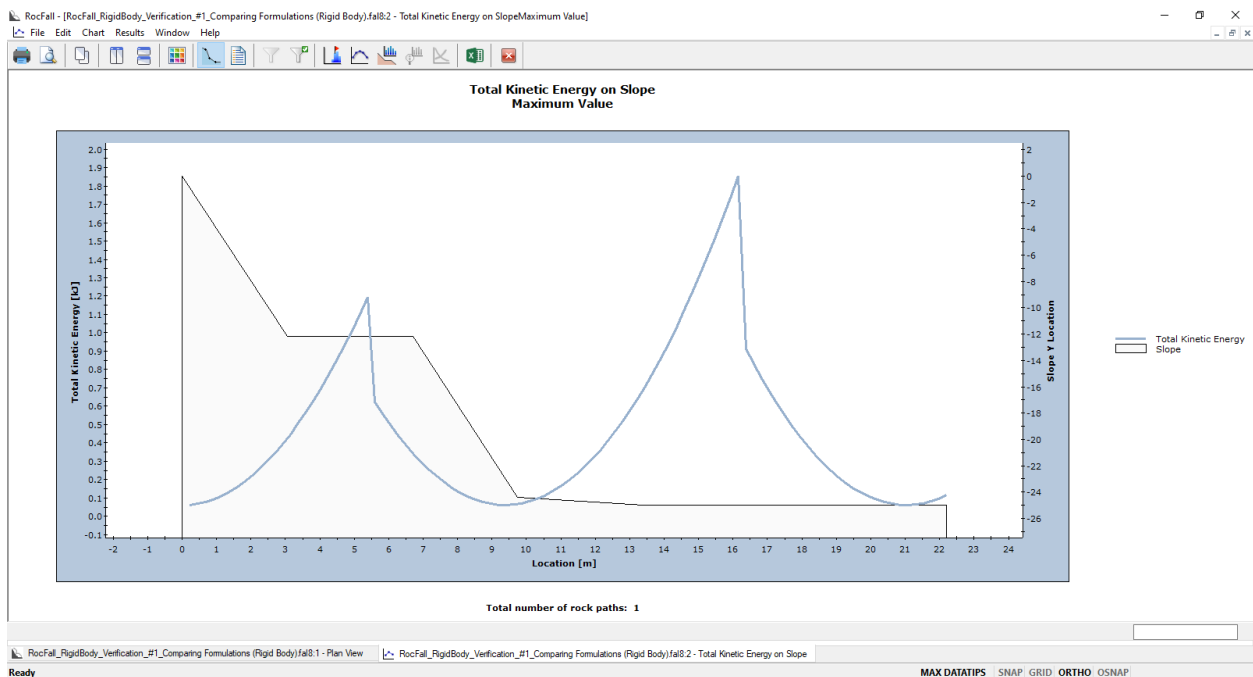 RocFall - [RocFall_RigidBody_Verification_#1_Comparing Formulations (Rigid Body).fal8:2 - Total Kinetic Energy on SlopeMaximum Value]
File Edit Chart Results Window Help
Total Kinetic Energy on Slope
Maximum Value
Total Kinetic Energy [kJ]
2.0
1.9
1.8
1.7
1.6
1.5
1.4
1.3
1.2
1.1
1.0
0.9
0.8
0.7
0.6
0.5
0.4
0.3
0.2
0.1
0.0
-0.1
Slope Y Location
2
0
-2
-4
-6
-8
-10
-12
-14
-16
-18
-20
-22
-24
-26
-2 -1 0 1 2 3 4 5 6 7 8 9 10 11 12 13 14 15 16 17 18 19 20 21 22 23 24
Location [m]
Total Kinetic Energy
Slope
Total number of rock paths: 1
RocFall_RigidBody_Verification_#1_Comparing Formulations (Rigid Body).fal8:1 - Plan View
RocFall_RigidBody_Verification_#1_Comparing Formulations (Rigid Body).fal8:2 - Total Kinetic Energy on Slope
Ready
MAX DATATIPS SNAP GRID ORTHO OSNAP